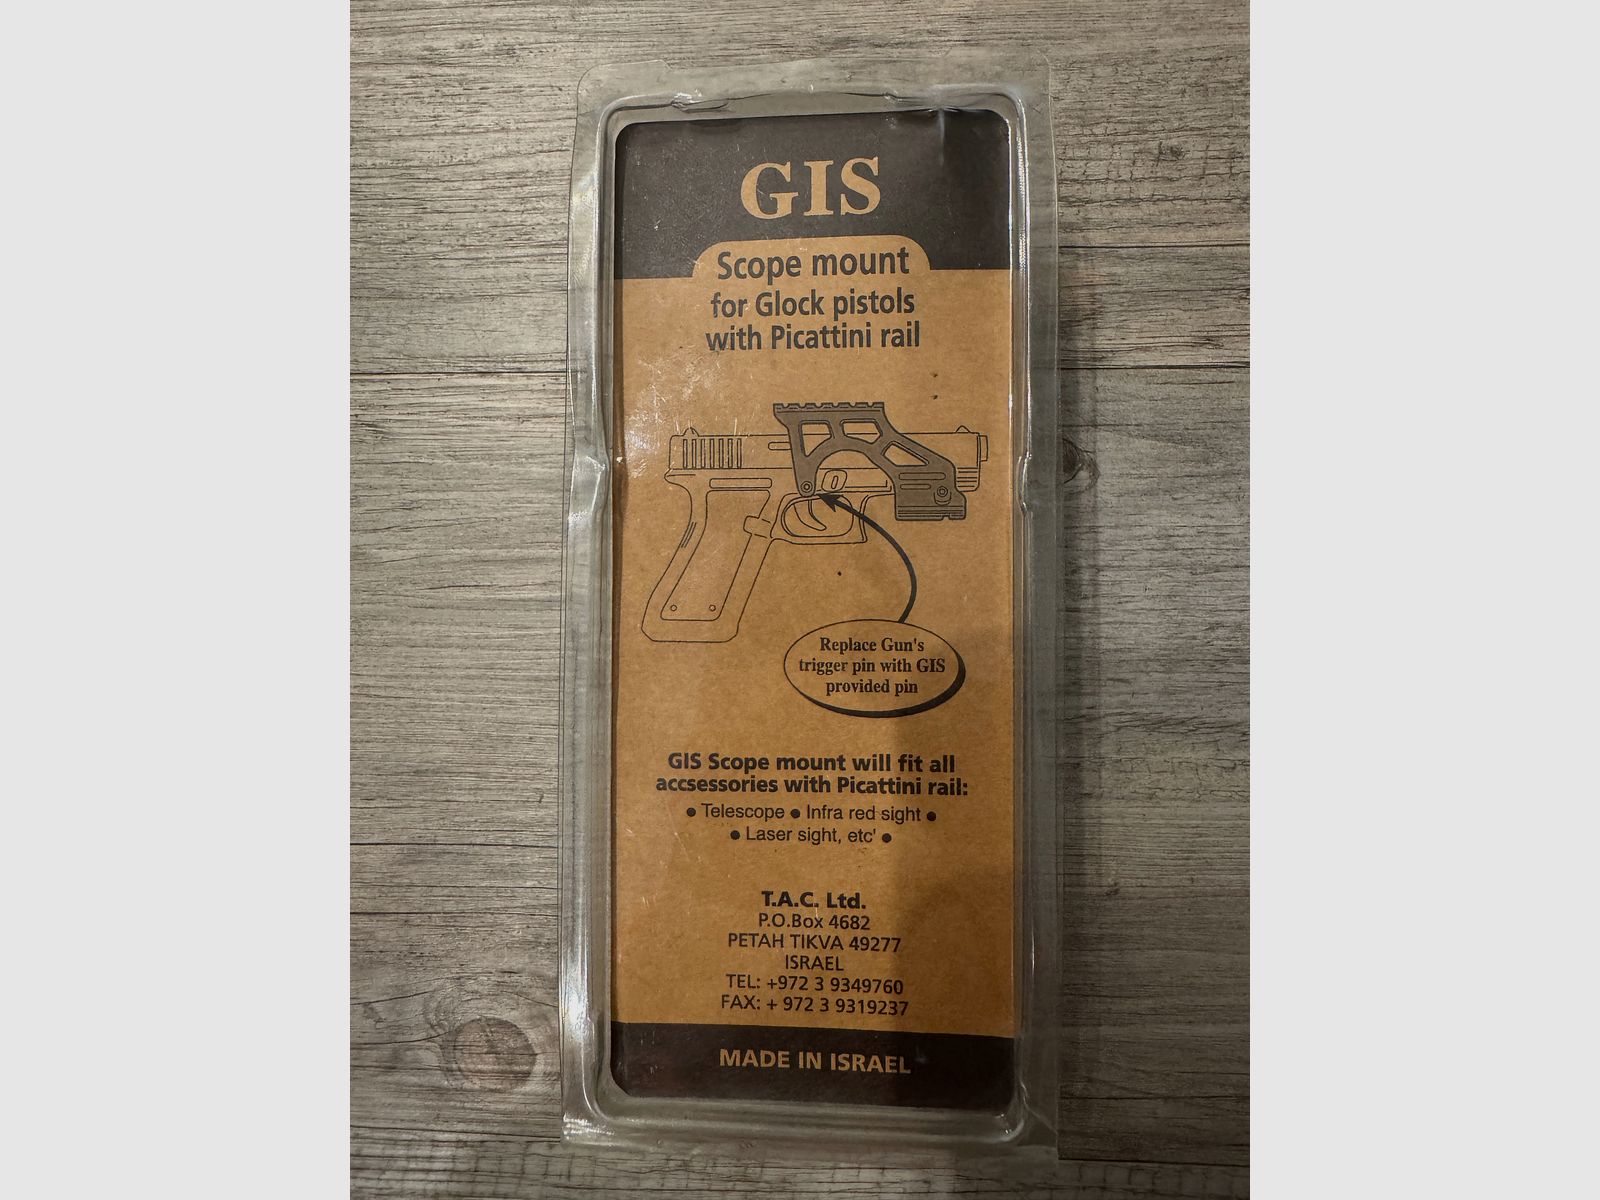 GIS
Scope mount
for Glock pistols
with Picattini rail
Replace Gun's
trigger pin with GIS
provided pin
GIS Scope mount will fit all
accsessories with Picattini rail:
● Telescope ● Infra red sight ●
● Laser sight, etc' ●
T.A.C. Ltd.
P.O.Box 4682
PETAH TIKVA 49277
ISRAEL
TEL: +972 3 9349760
FAX: + 972 3 9319237
MADE IN ISRAEL